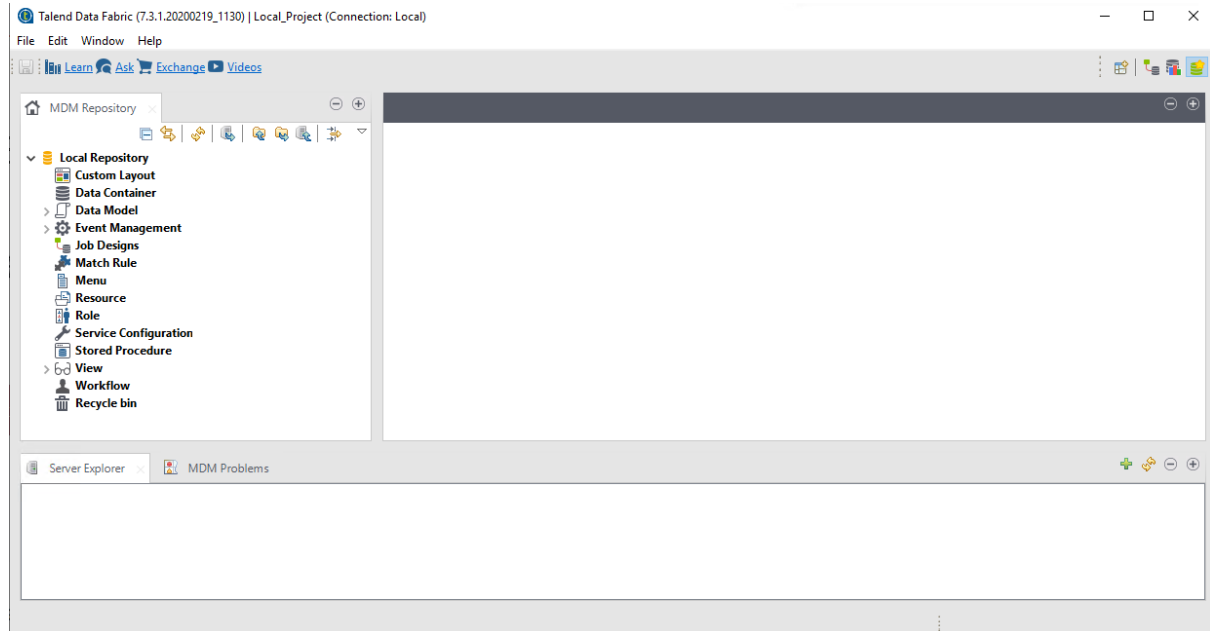 Talend Data Fabric (7.3.1.20200219_1130) | Local_Project (Connection: Local)
File Edit Window Help
Learn Ask Exchange Videos
MDM Repository
Local Repository
Custom Layout
Data Container
Data Model
Event Management
Job Designs
Match Rule
Menu
Resource
Role
Service Configuration
Stored Procedure
View
Workflow
Recycle bin
Server Explorer MDM Problems